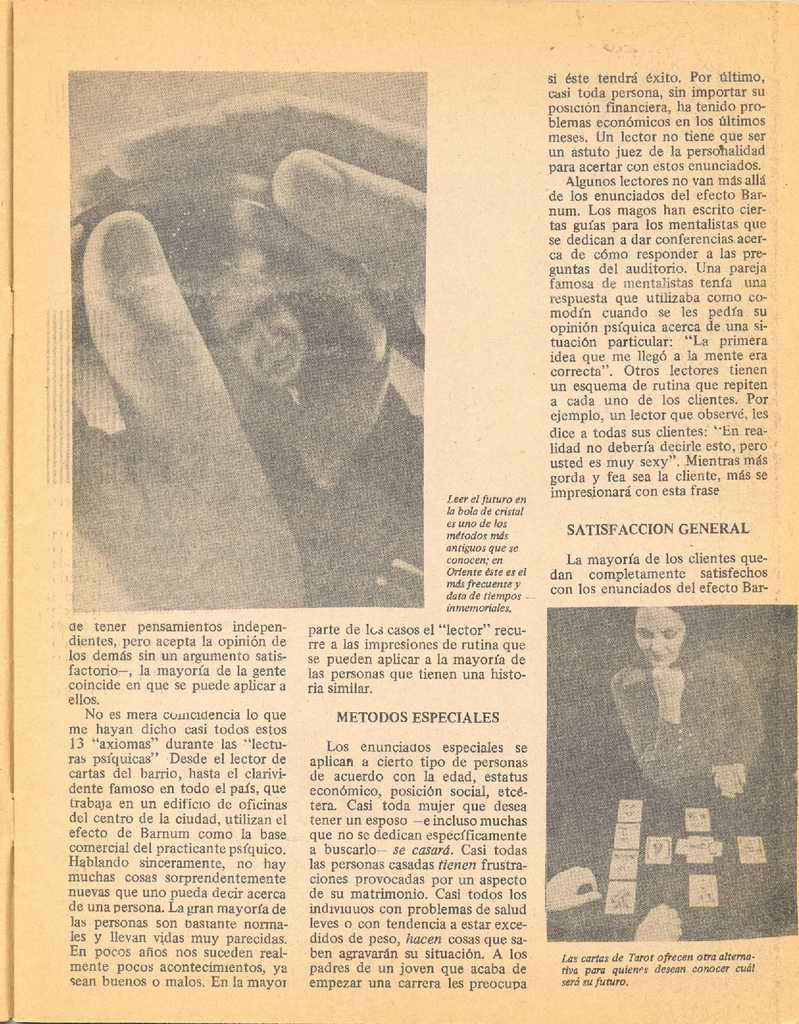 de tener pensamientos indepen-
dientes, pero acepta la opinión de
los demás sin un argumento satis-
factorio—, la mayoría de la gente
coincide en que se puede aplicar a
ellos.
No es mera coincidencia lo que
me hayan dicho casi todos estos
13 “axiomas” durante las “lectu-
ras psíquicas” Desde el lector de
cartas del barrio, hasta el clarivi-
dente famoso en todo el país, que
trabaja en un edificio de oficinas
del centro de la ciudad, utilizan el
efecto de Barnum como la base
comercial del practicante psíquico.
Hablando sinceramente, no hay
muchas cosas sorprendentemente
nuevas que uno pueda decir acerca
de una persona. La gran mayoría de
las personas son bastante norma-
les y llevan vidas muy parecidas.
En pocos años nos suceden real-
mente pocos acontecimientos, ya
sean buenos o malos. En la mayor
Leer el futuro en
la bola de cristal
es uno de los
métodos más
antiguos que se
conocen; en
Oriente éste es el
más frecuente y
data de tiempos
inmemoriales.
parte de los casos el “lector” recu-
rre a las impresiones de rutina que
se pueden aplicar a la mayoría de
las personas que tienen una histo-
ria similar.
METODOS ESPECIALES
Los enunciados especiales se
aplican a cierto tipo de personas
de acuerdo con la edad, estatus
económico, posición social, etcé-
tera. Casi toda mujer que desea
tener un esposo —e incluso muchas
que no se dedican específicamente
a buscarlo— se casará. Casi todas
las personas casadas tienen frustra-
ciones provocadas por un aspecto
de su matrimonio. Casi todos los
individuos con problemas de salud
leves o con tendencia a estar exce-
didos de peso, hacen cosas que sa-
ben agravarán su situación. A los
padres de un joven que acaba de
empezar una carrera les preocupa
si éste tendrá éxito. Por último,
casi toda persona, sin importar su
posición financiera, ha tenido pro-
blemas económicos en los últimos
meses. Un lector no tiene que ser
un astuto juez de la personalidad
para acertar con estos enunciados.
Algunos lectores no van más allá
de los enunciados del efecto Bar-
num. Los magos han escrito cier-
tas guías para los mentalistas que
se dedican a dar conferencias acer-
ca de cómo responder a las pre-
guntas del auditorio. Una pareja
famosa de mentalistas tenía una
respuesta que utilizaba como co-
modín cuando se les pedía su
opinión psíquica acerca de una si-
tuación particular: “La primera
idea que me llegó a la mente era
correcta”. Otros lectores tienen
un esquema de rutina que repiten
a cada uno de los clientes. Por
ejemplo, un lector que observé, les
dice a todas sus clientes: “En rea-
lidad no debería decirle esto, pero
usted es muy sexy”. Mientras más
gorda y fea sea la cliente, más se
impresionará con esta frase
SATISFACCION GENERAL
La mayoría de los clientes que-
dan completamente satisfechos
con los enunciados del efecto Bar-
Las cartas de Tarot ofrecen otra alterna-
tiva para quienes desean conocer cuál
será su futuro.